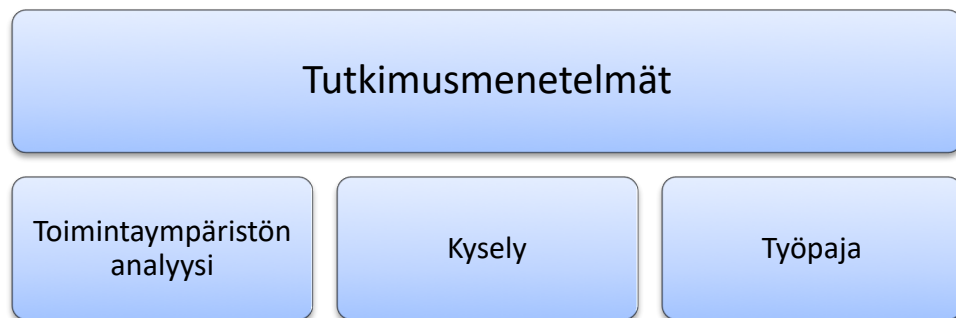 Tutkimusmenetelmät
Toimintaympäristön
analyysi
Kysely
Työpaja